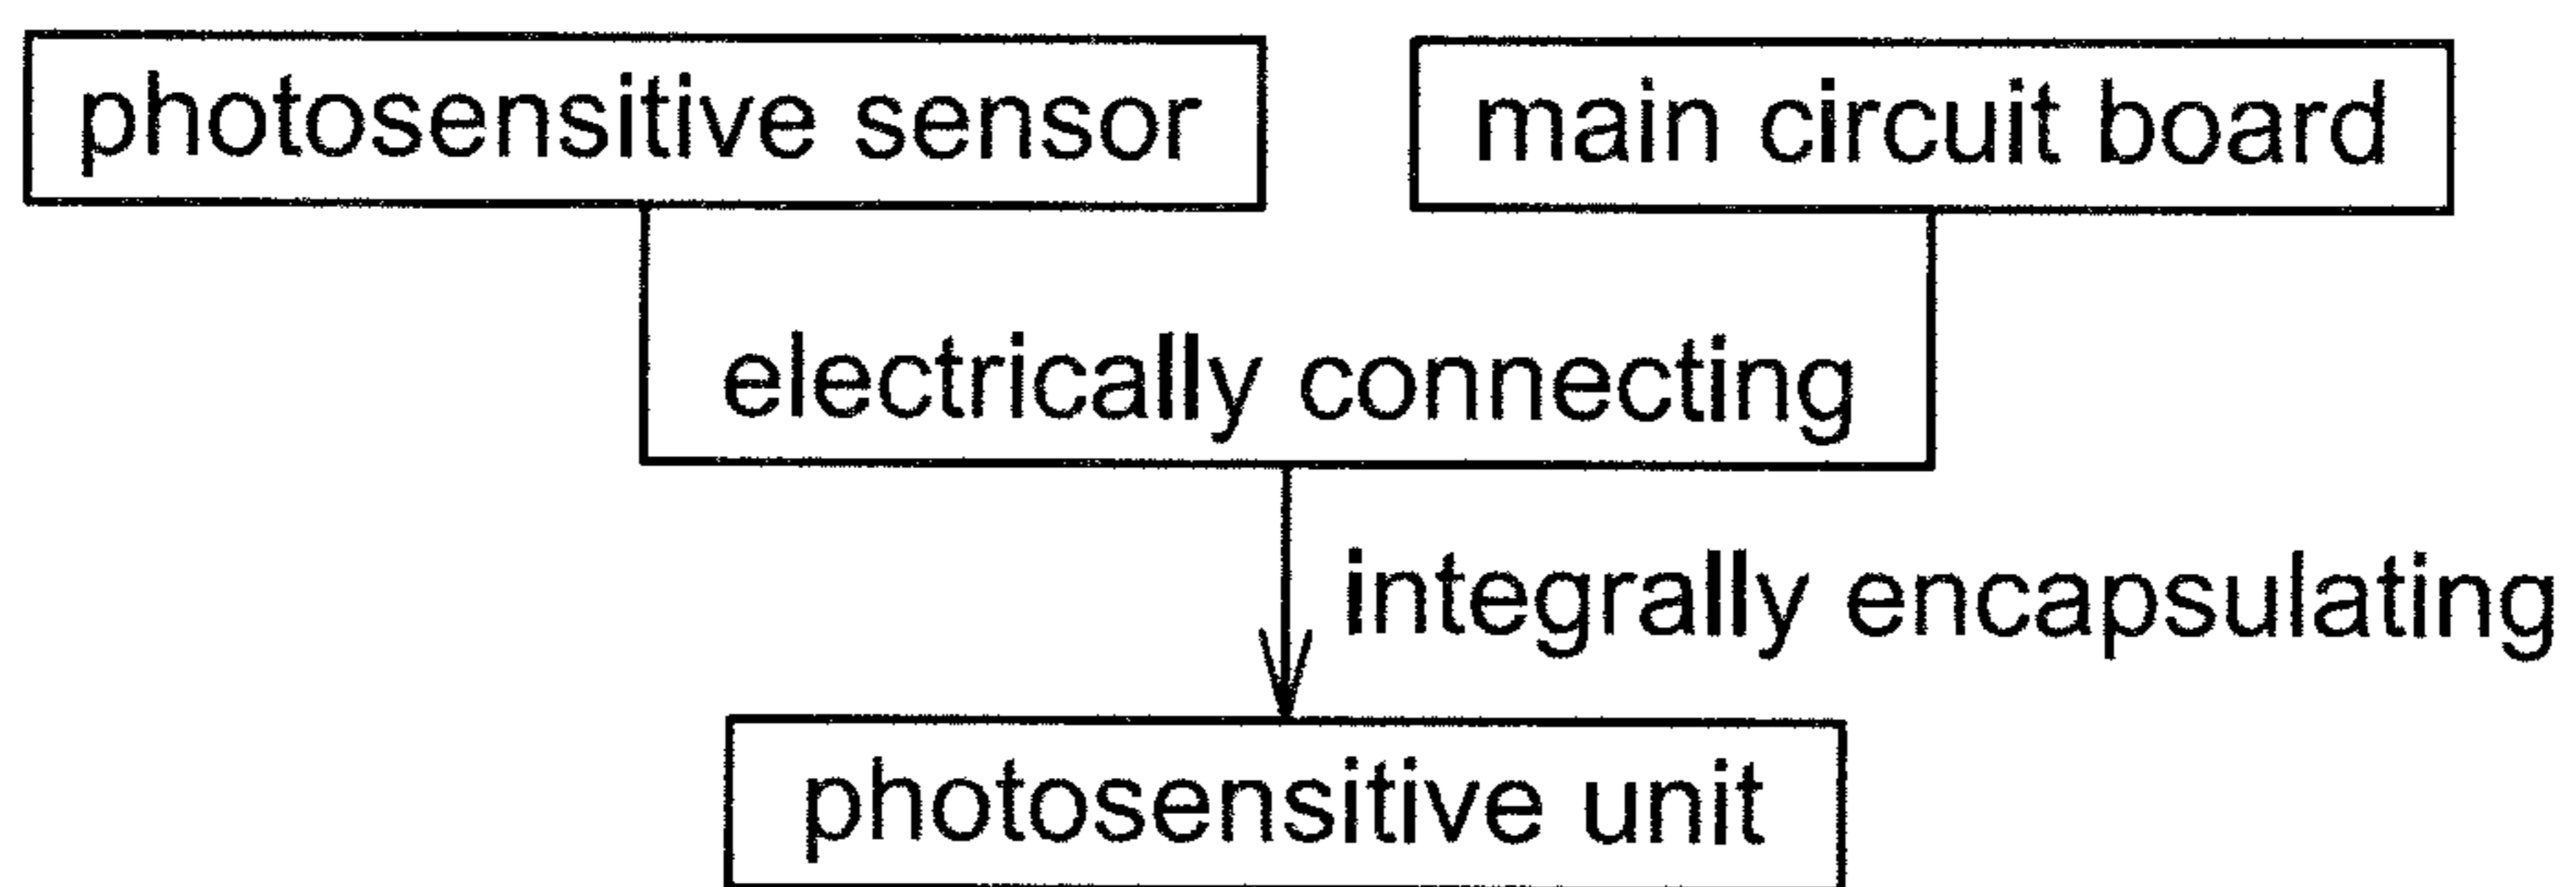 photosensitive sensor
main circuit board
electrically connecting
integrally encapsulating
photosensitive unit